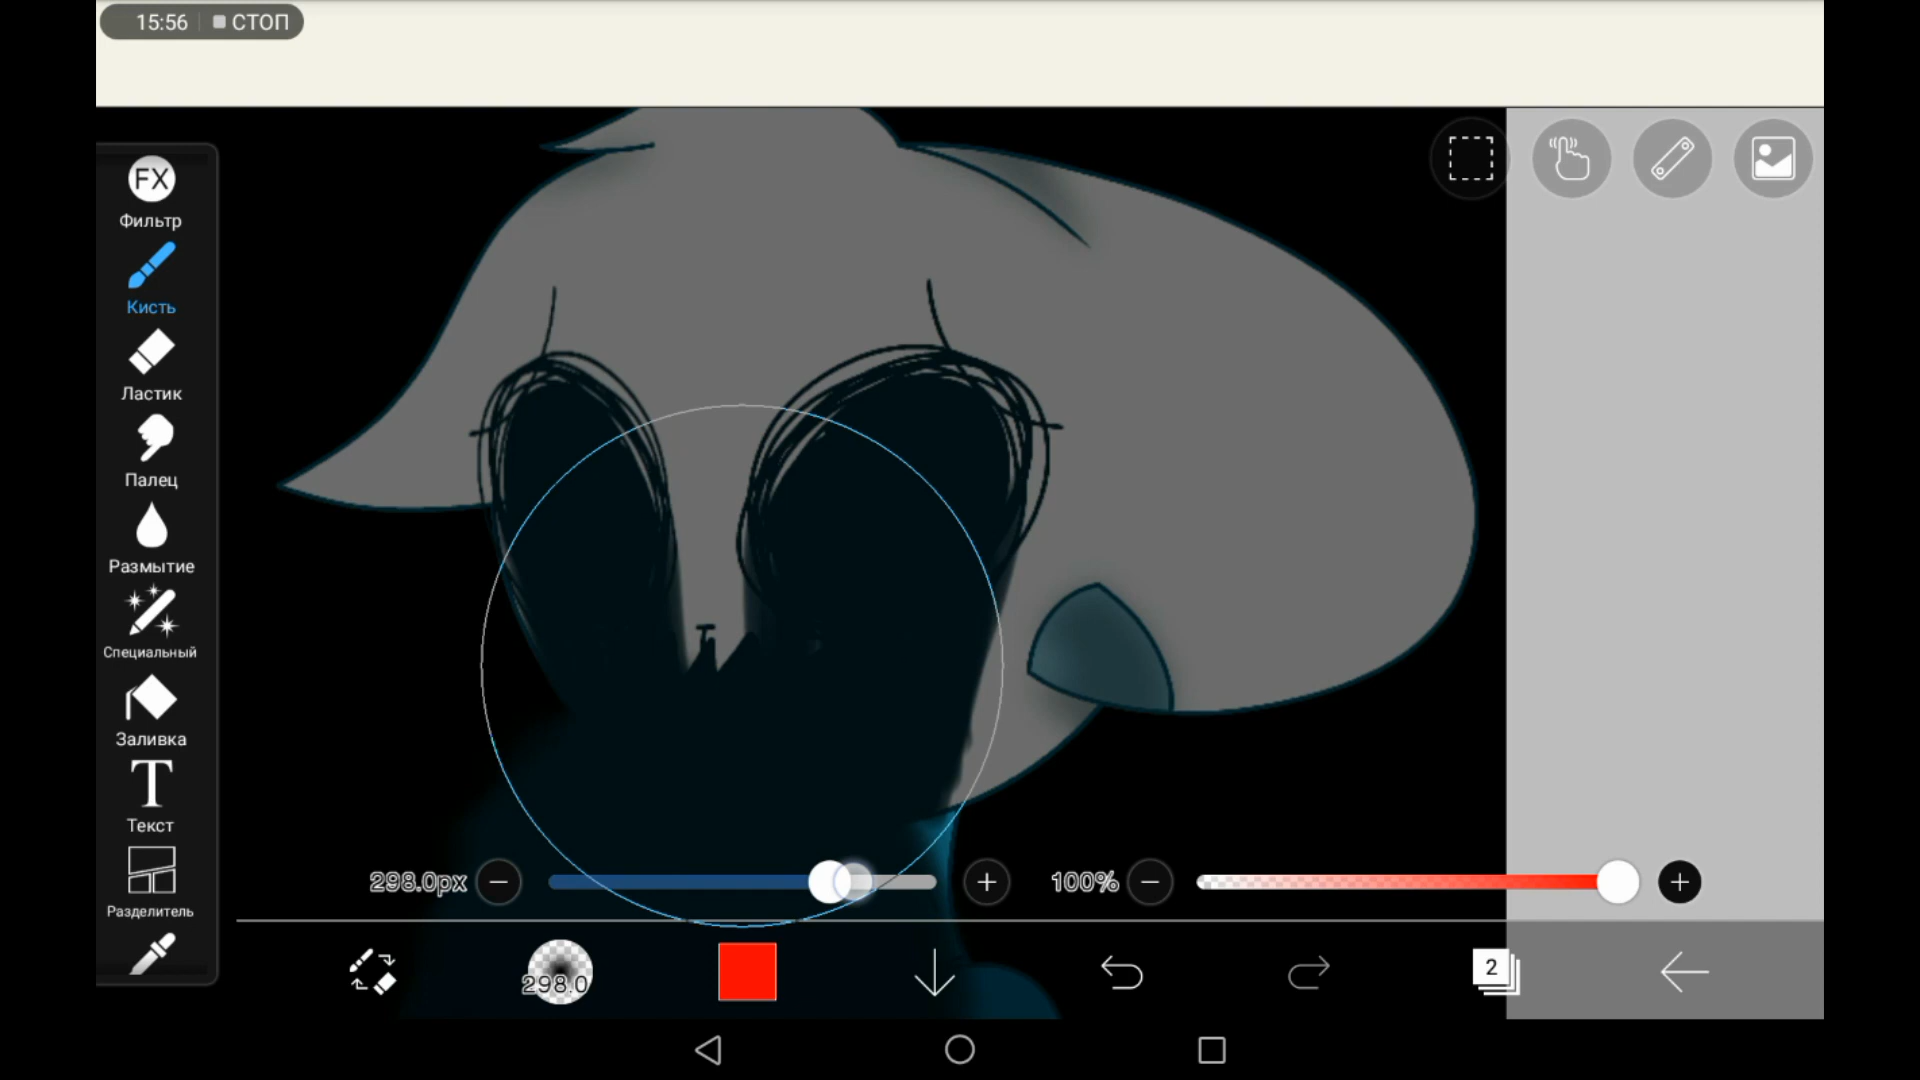 15:56 СТОП
FX
Фильтр
Кисть
Ластик
Палец
Размытие
Специальный
Заливка
T
Текст
Разделитель
298.0px
100%
298.0
2